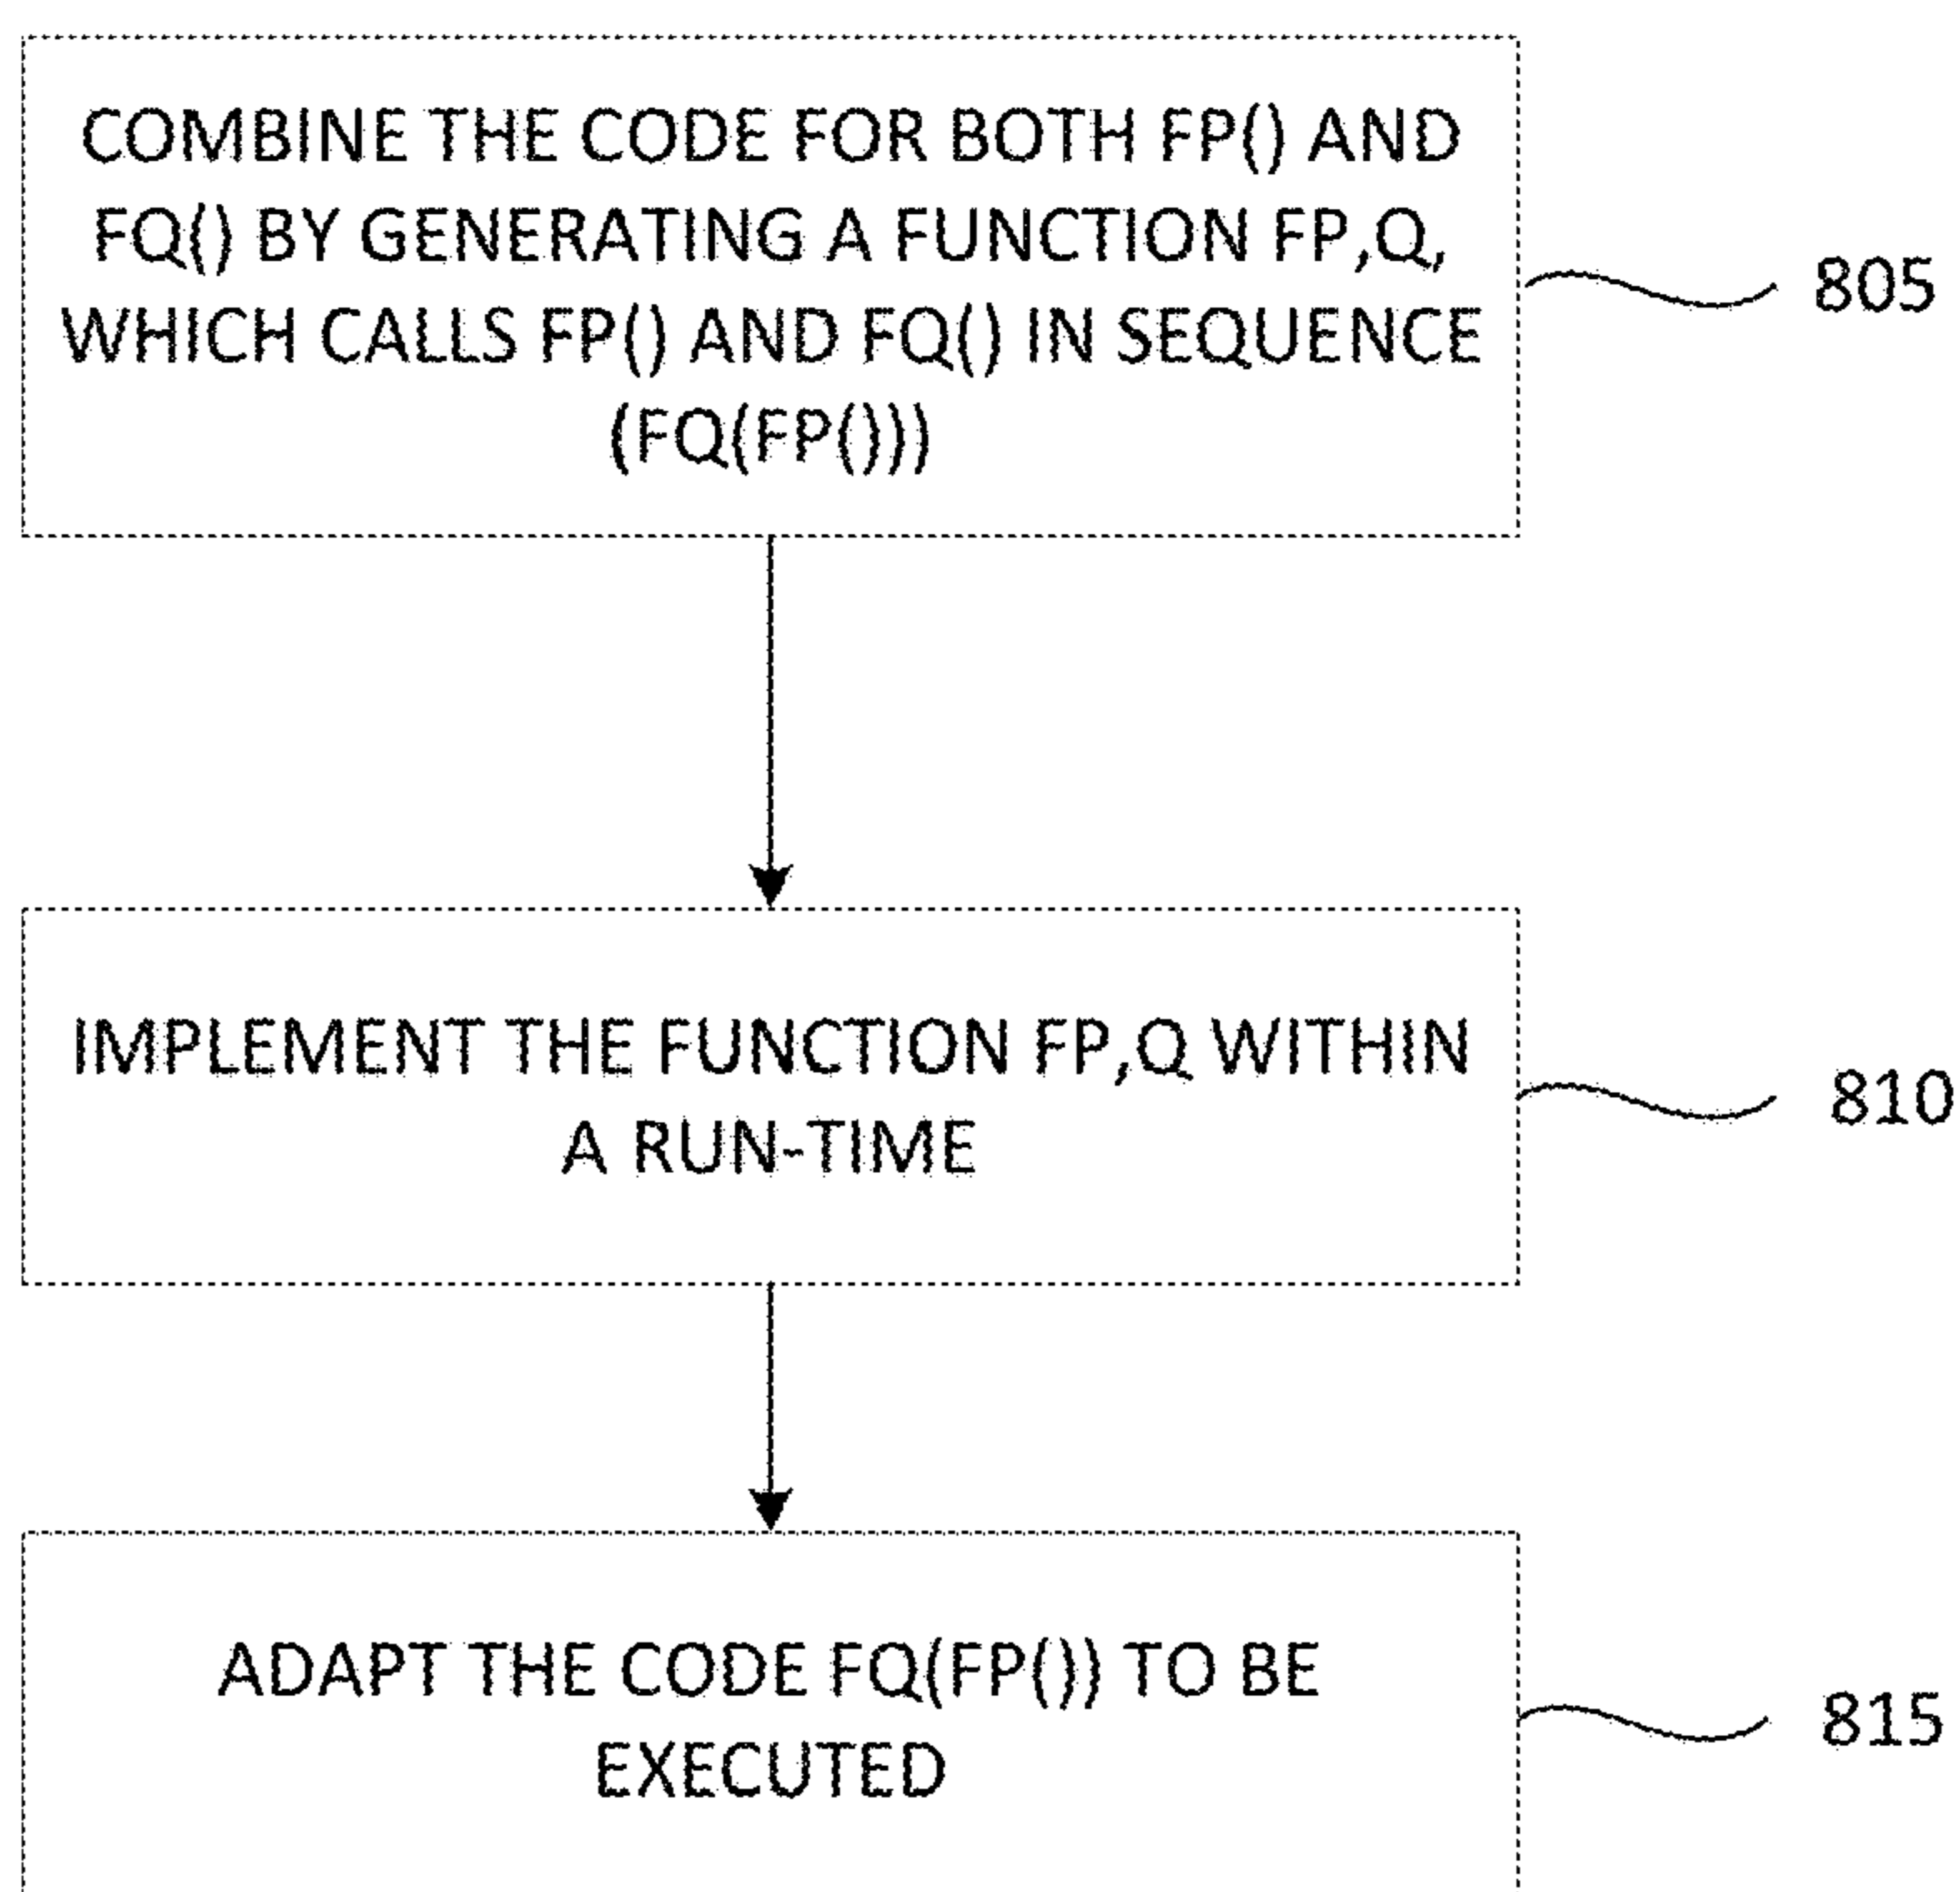 COMBINE THE CODE FOR BOTH FP() AND
FQ() BY GENERATING A FUNCTION FP,Q,
WHICH CALLS FP() AND FQ() IN SEQUENCE
(FQ(FP()))
805
IMPLEMENT THE FUNCTION FP,Q WITHIN
A RUN-TIME
810
ADAPT THE CODE FQ(FP()) TO BE
EXECUTED
815